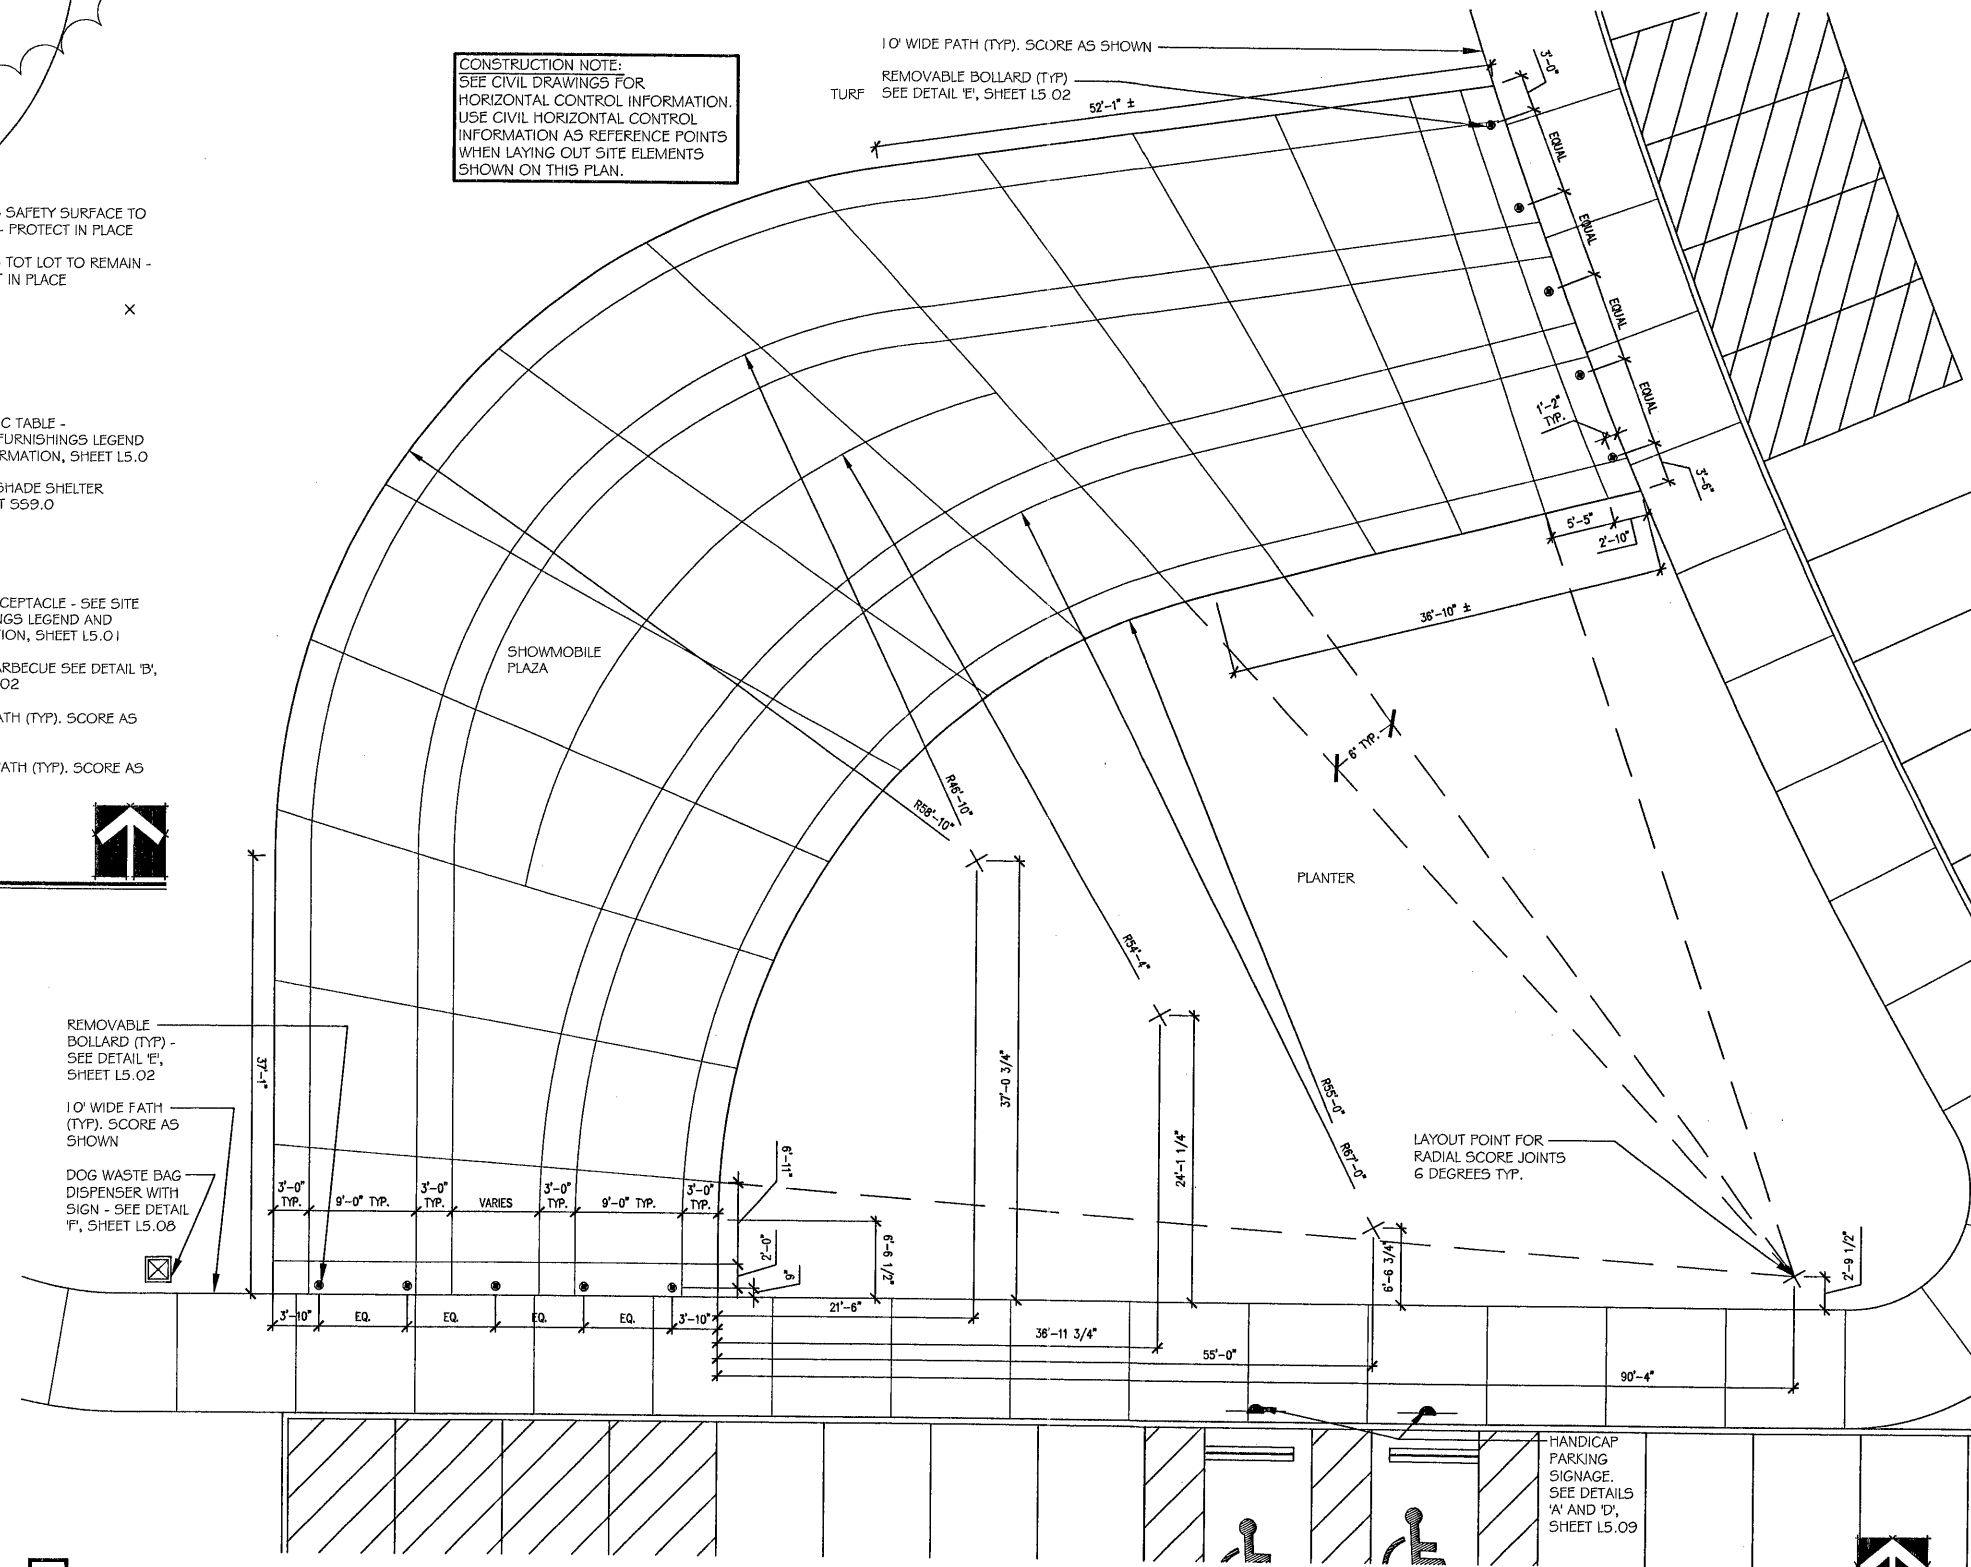 CONSTRUCTION NOTE:
SEE CIVIL DRAWINGS FOR
HORIZONTAL CONTROL INFORMATION.
USE CIVIL HORIZONTAL CONTROL
INFORMATION AS REFERENCE POINTS
WHEN LAYING OUT SITE ELEMENTS
SHOWN ON THIS PLAN.
10' WIDE PATH (TYP). SCORE AS SHOWN
REMOVABLE BOLLARD (TYP)
SEE DETAIL 'E', SHEET L5.02
TURF
52'-1" ±
3'-0"
EQUAL
EQUAL
EQUAL
EQUAL
1'-2"
TYP.
3'-6"
5'-5"
2'-10"
36'-10" ±
SAFETY SURFACE TO
- PROTECT IN PLACE
TOT LOT TO REMAIN -
IN PLACE
C TABLE -
FURNISHINGS LEGEND
RMATION, SHEET L5.0
SHADE SHELTER
T SS9.0
CEPTACLE - SEE SITE
NGS LEGEND AND
TION, SHEET L5.01
ARBECUE SEE DETAIL 'B',
02
ATH (TYP). SCORE AS
ATH (TYP). SCORE AS
SHOWMOBILE
PLAZA
R46'-10"
R58'-10"
R54'-4"
R55'-0"
R67'-0"
6' TYP.
PLANTER
37'-1"
37'-0 3/4"
24'-1 1/4"
6'-6 3/4"
2'-9 1/2"
LAYOUT POINT FOR
RADIAL SCORE JOINTS
6 DEGREES TYP.
REMOVABLE
BOLLARD (TYP) -
SEE DETAIL 'E',
SHEET L5.02
10' WIDE PATH
(TYP). SCORE AS
SHOWN
DOG WASTE BAG
DISPENSER WITH
SIGN - SEE DETAIL
'F', SHEET L5.08
3'-0"
TYP.
9'-0" TYP.
3'-0"
TYP.
VARIES
3'-0"
TYP.
9'-0" TYP.
3'-0"
TYP.
6'-11"
2'-0"
6"
6'-6 1/2"
3'-10"
EQ.
EQ.
EQ.
EQ.
3'-10"
21'-6"
36'-11 3/4"
55'-0"
90'-4"
HANDICAP
PARKING
SIGNAGE.
SEE DETAILS
'A' AND 'D',
SHEET L5.09